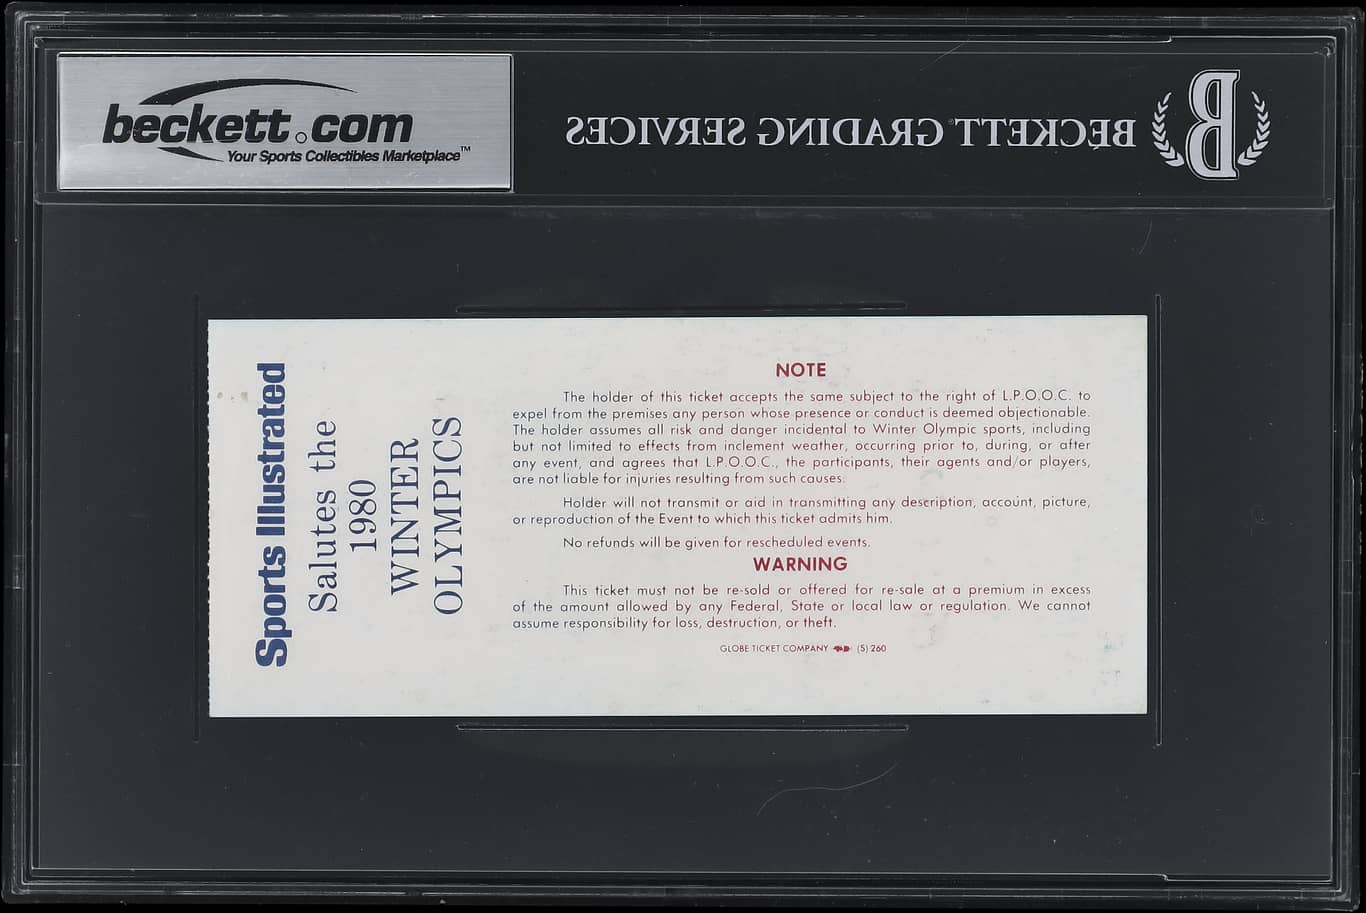 beckett.com
Your Sports Collectibles Marketplace™
BECKETT GRADING SERVICES
B
Sports Illustrated
Salutes the
1980
WINTER
OLYMPICS
NOTE
The holder of this ticket accepts the same subject to the right of L.P.O.O.C. to
expel from the premises any person whose presence or conduct is deemed objectionable.
The holder assumes all risk and danger incidental to Winter Olympic sports, including
but not limited to effects from inclement weather, occurring prior to, during, or after
any event, and agrees that L.P.O.O.C., the participants, their agents and/or players,
are not liable for injuries resulting from such causes.
Holder will not transmit or aid in transmitting any description, account, picture,
or reproduction of the Event to which this ticket admits him.
No refunds will be given for rescheduled events.
WARNING
This ticket must not be re-sold or offered for re-sale at a premium in excess
of the amount allowed by any Federal, State or local law or regulation. We cannot
assume responsibility for loss, destruction, or theft.
GLOBE TICKET COMPANY (5) 260